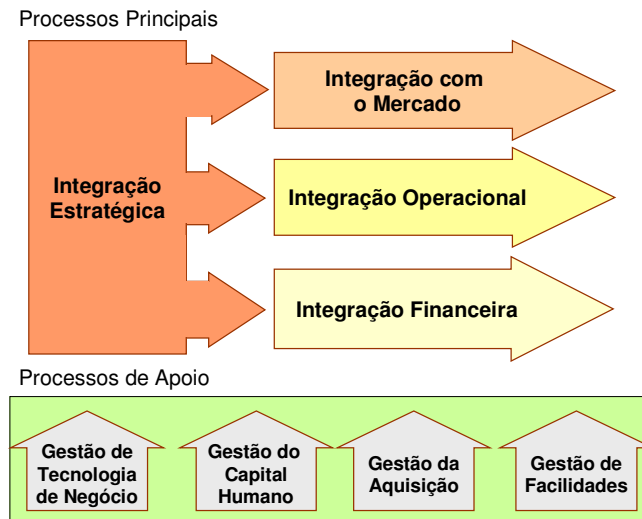 Processos Principais
Integração com
o Mercado
Integração
Estratégica
Integração Operacional
Integração Financeira
Processos de Apoio
Gestão de
Tecnologia
de Negócio
Gestão do
Capital
Humano
Gestão da
Aquisição
Gestão de
Facilidades